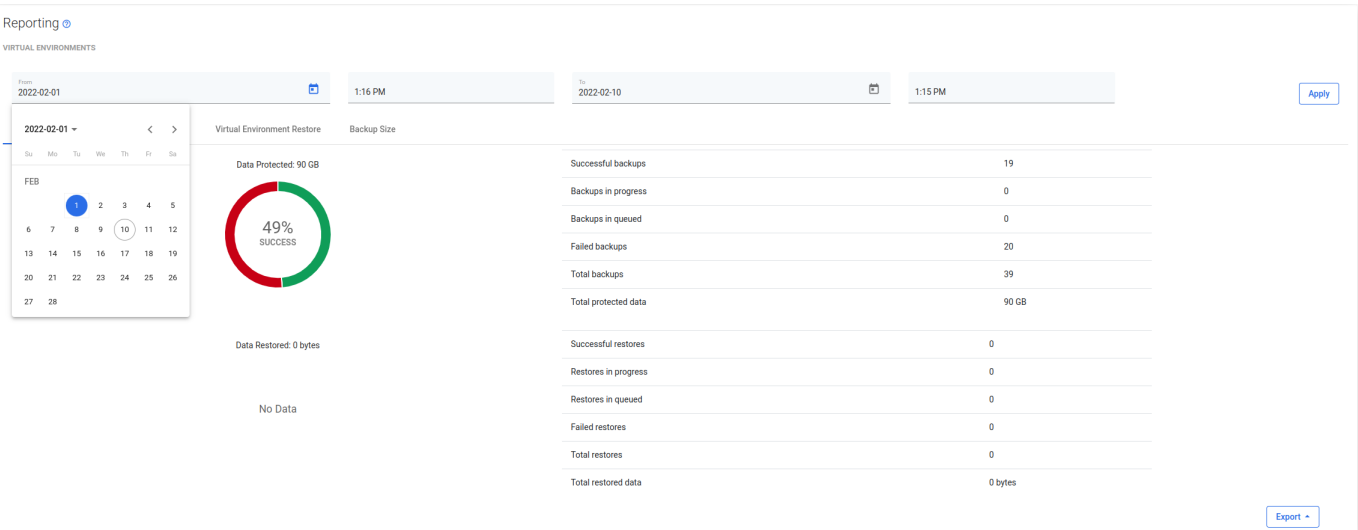 Reporting
VIRTUAL ENVIRONMENTS
From
2022-02-01
1:16 PM
To
2022-02-10
1:15 PM
Apply
2022-02-01
Virtual Environment Restore
Backup Size
Su Mo Tu We Th Fr Sa
FEB
1 2 3 4 5
6 7 8 9 10 11 12
13 14 15 16 17 18 19
20 21 22 23 24 25 26
27 28
Data Protected: 90 GB
49%
SUCCESS
Successful backups 19
Backups in progress 0
Backups in queued 0
Failed backups 20
Total backups 39
Total protected data 90 GB
Data Restored: 0 bytes
No Data
Successful restores 0
Restores in progress 0
Restores in queued 0
Failed restores 0
Total restores 0
Total restored data 0 bytes
Export